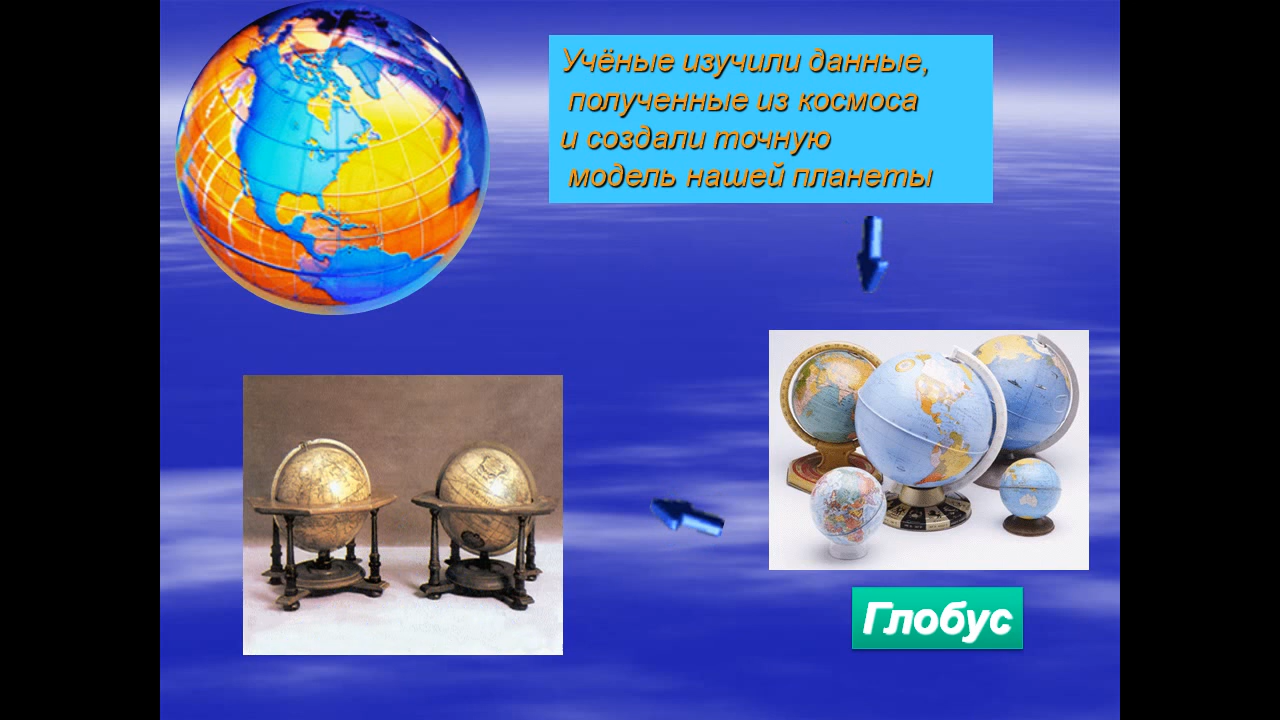 Учёные изучили данные,
полученные из космоса
и создали точную
модель нашей планеты
Глобус